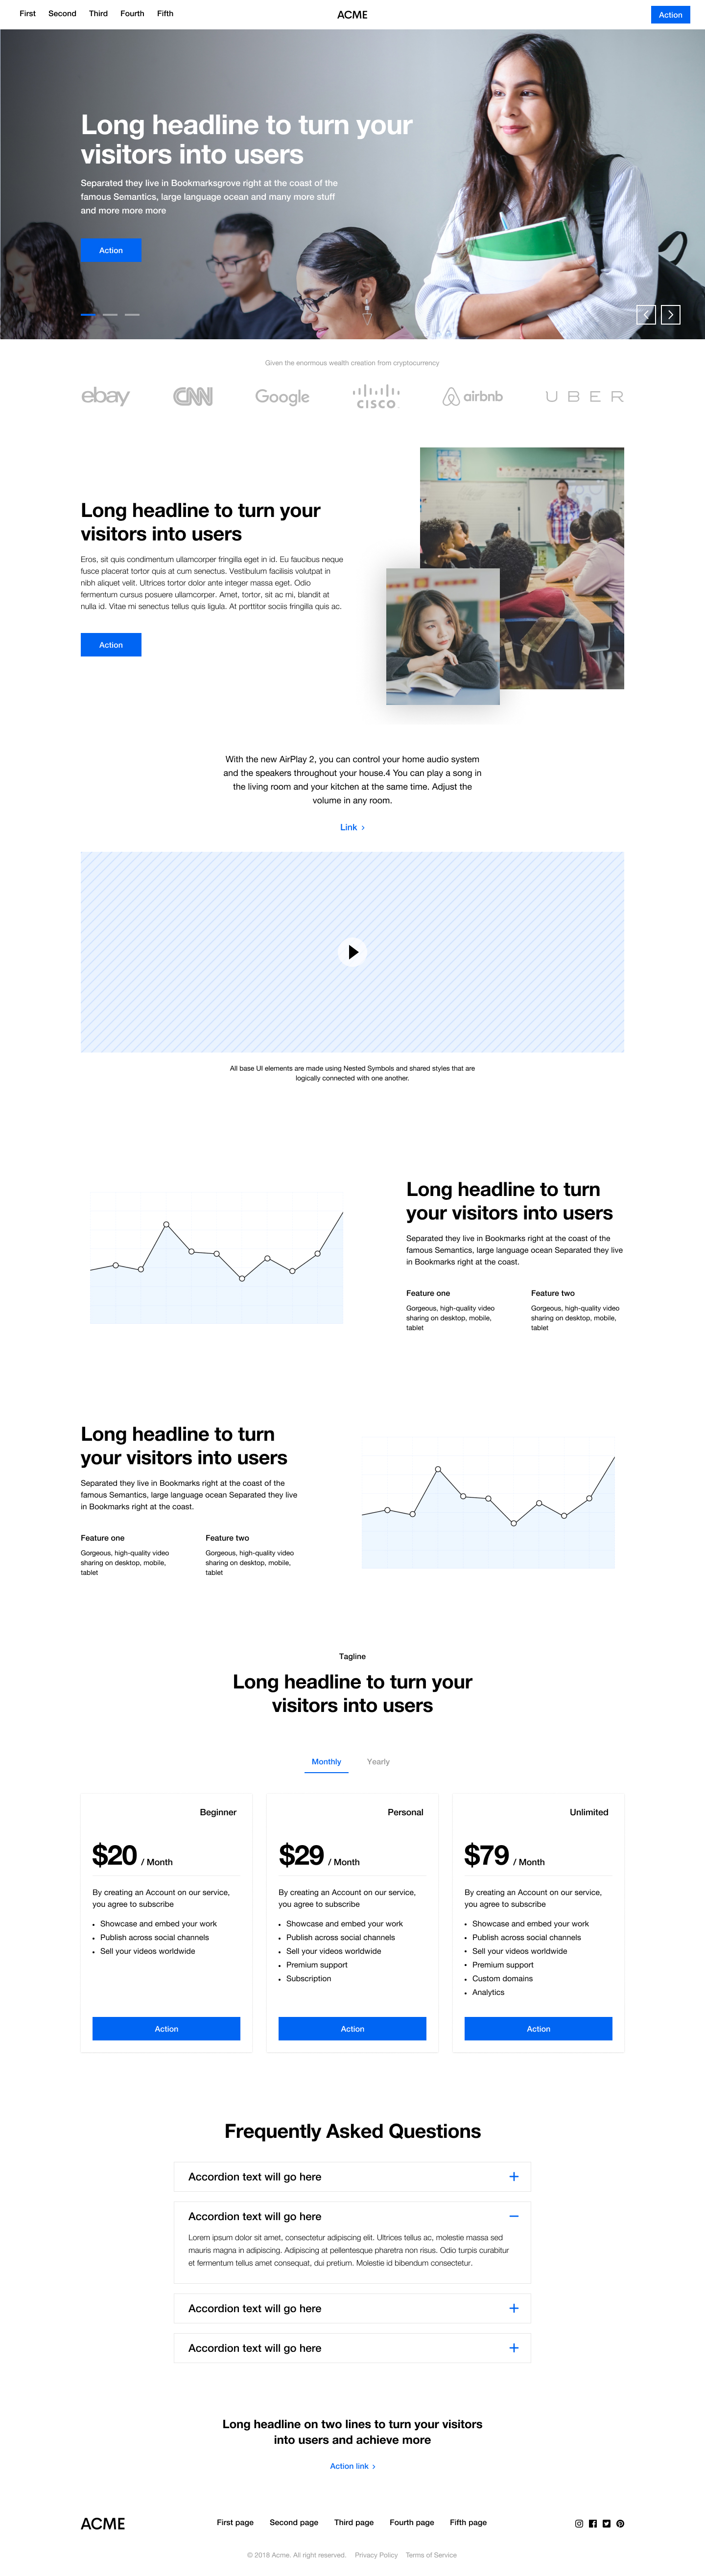 First Second Third Fourth Fifth
ACME
Action
Long headline to turn your
visitors into users
Separated they live in Bookmarksgrove right at the coast of the
famous Semantics, large language ocean and many more stuff
and more more more
Action
Given the enormous wealth creation from cryptocurrency
ebay
CNN
Google
CISCO
airbnb
UBER
Long headline to turn your
visitors into users
Eros, sit quis condimentum ullamcorper fringilla eget in id. Eu faucibus neque
fusce placerat tortor quis at cum senectus. Vestibulum facilisis volutpat in
nibh aliquet velit. Ultrices tortor dolor ante integer massa eget. Odio
fermentum cursus posuere ullamcorper. Amet, tortor, sit ac mi, blandit at
nulla id. Vitae mi senectus tellus quis ligula. At porttitor sociis fringilla quis ac.
Action
With the new AirPlay 2, you can control your home audio system
and the speakers throughout your house.4 You can play a song in
the living room and your kitchen at the same time. Adjust the
volume in any room.
Link
All base UI elements are made using Nested Symbols and shared styles that are
logically connected with one another.
Long headline to turn
your visitors into users
Separated they live in Bookmarks right at the coast of the
famous Semantics, large language ocean Separated they live
in Bookmarks right at the coast.
Feature one
Gorgeous, high-quality video
sharing on desktop, mobile,
tablet
Feature two
Gorgeous, high-quality video
sharing on desktop, mobile,
tablet
Long headline to turn
your visitors into users
Separated they live in Bookmarks right at the coast of the
famous Semantics, large language ocean Separated they live
in Bookmarks right at the coast.
Feature one
Gorgeous, high-quality video
sharing on desktop, mobile,
tablet
Feature two
Gorgeous, high-quality video
sharing on desktop, mobile,
tablet
Tagline
Long headline to turn your
visitors into users
Monthly
Yearly
Beginner
$20 / Month
By creating an Account on our service,
you agree to subscribe
• Showcase and embed your work
• Publish across social channels
• Sell your videos worldwide
Action
Personal
$29 / Month
By creating an Account on our service,
you agree to subscribe
• Showcase and embed your work
• Publish across social channels
• Sell your videos worldwide
• Premium support
• Subscription
Action
Unlimited
$79 / Month
By creating an Account on our service,
you agree to subscribe
• Showcase and embed your work
• Publish across social channels
• Sell your videos worldwide
• Premium support
• Custom domains
• Analytics
Action
Frequently Asked Questions
Accordion text will go here
Accordion text will go here
Lorem ipsum dolor sit amet, consectetur adipiscing elit. Ultrices tellus ac, molestie massa sed
mauris magna in adipiscing. Adipiscing at pellentesque pharetra non risus. Odio turpis curabitur
et fermentum tellus amet consequat, dui pretium. Molestie id bibendum consectetur.
Accordion text will go here
Accordion text will go here
Long headline on two lines to turn your visitors
into users and achieve more
Action link
ACME
First page Second page Third page Fourth page Fifth page
© 2018 Acme. All right reserved. Privacy Policy Terms of Service